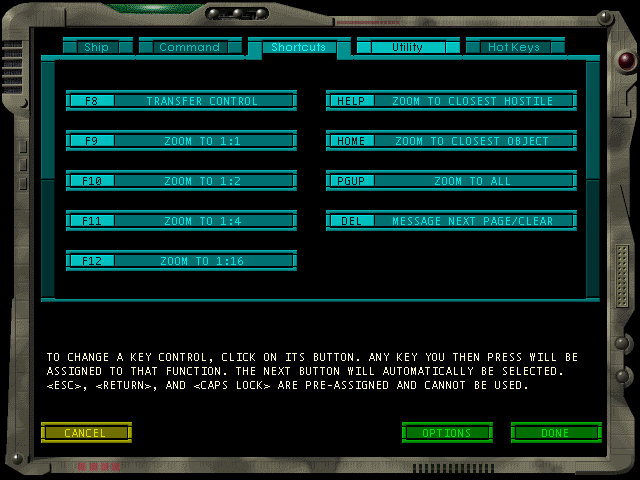 Ship Command Shortcuts Utility Hot Keys
F8 TRANSFER CONTROL
HELP ZOOM TO CLOSEST HOSTILE
F9 ZOOM TO 1:1
HOME ZOOM TO CLOSEST OBJECT
F10 ZOOM TO 1:2
PGUP ZOOM TO ALL
F11 ZOOM TO 1:4
DEL MESSAGE NEXT PAGE/CLEAR
F12 ZOOM TO 1:16
TO CHANGE A KEY CONTROL, CLICK ON ITS BUTTON. ANY KEY YOU THEN PRESS WILL BE
ASSIGNED TO THAT FUNCTION. THE NEXT BUTTON WILL AUTOMATICALLY BE SELECTED.
<ESC>, <RETURN>, AND <CAPS LOCK> ARE PRE-ASSIGNED AND CANNOT BE USED.
CANCEL OPTIONS DONE